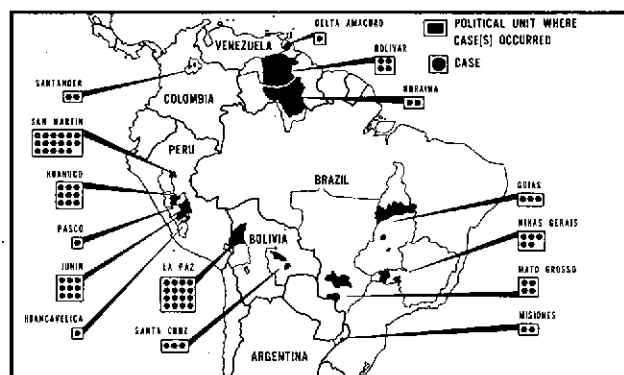 DELTA AMACURO
VENEZUELA
POLITICAL UNIT WHERE
CASE(S) OCCURRED
BOLIVAR
CASE
SANTANDER
COLOMBIA
RORAIMA
SAN MARTIN
PERU
HUANUCO
BRAZIL
GOIAS
PASCO
BOLIVIA
MINAS GERAIS
JUNIN
LA PAZ
MATO GROSSO
HUANCAVELICA
SANTA CRUZ
MISIONES
ARGENTINA